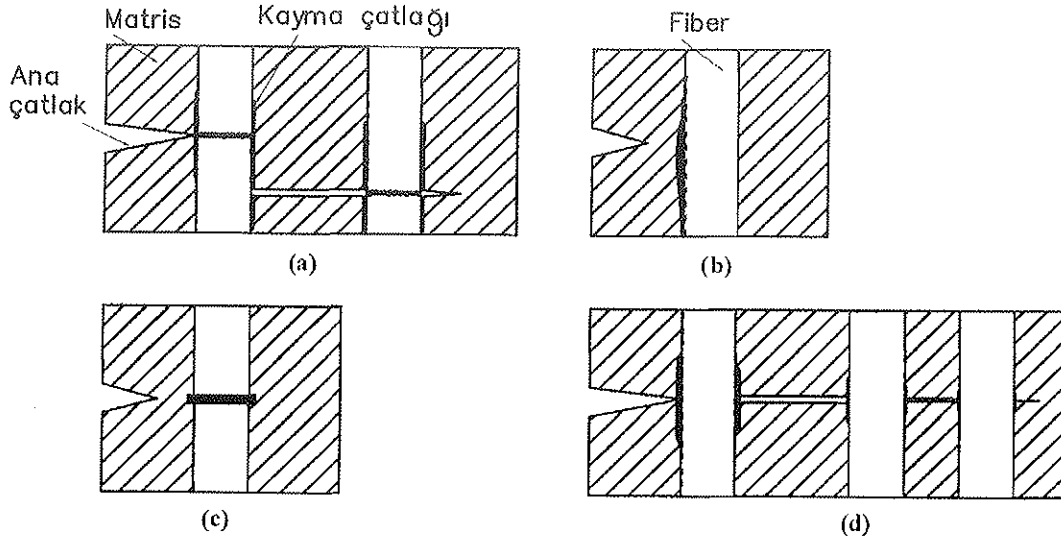 Matris
Kayma çatlağı
Fiber
Ana
çatlak
(a)
(b)
(c)
(d)